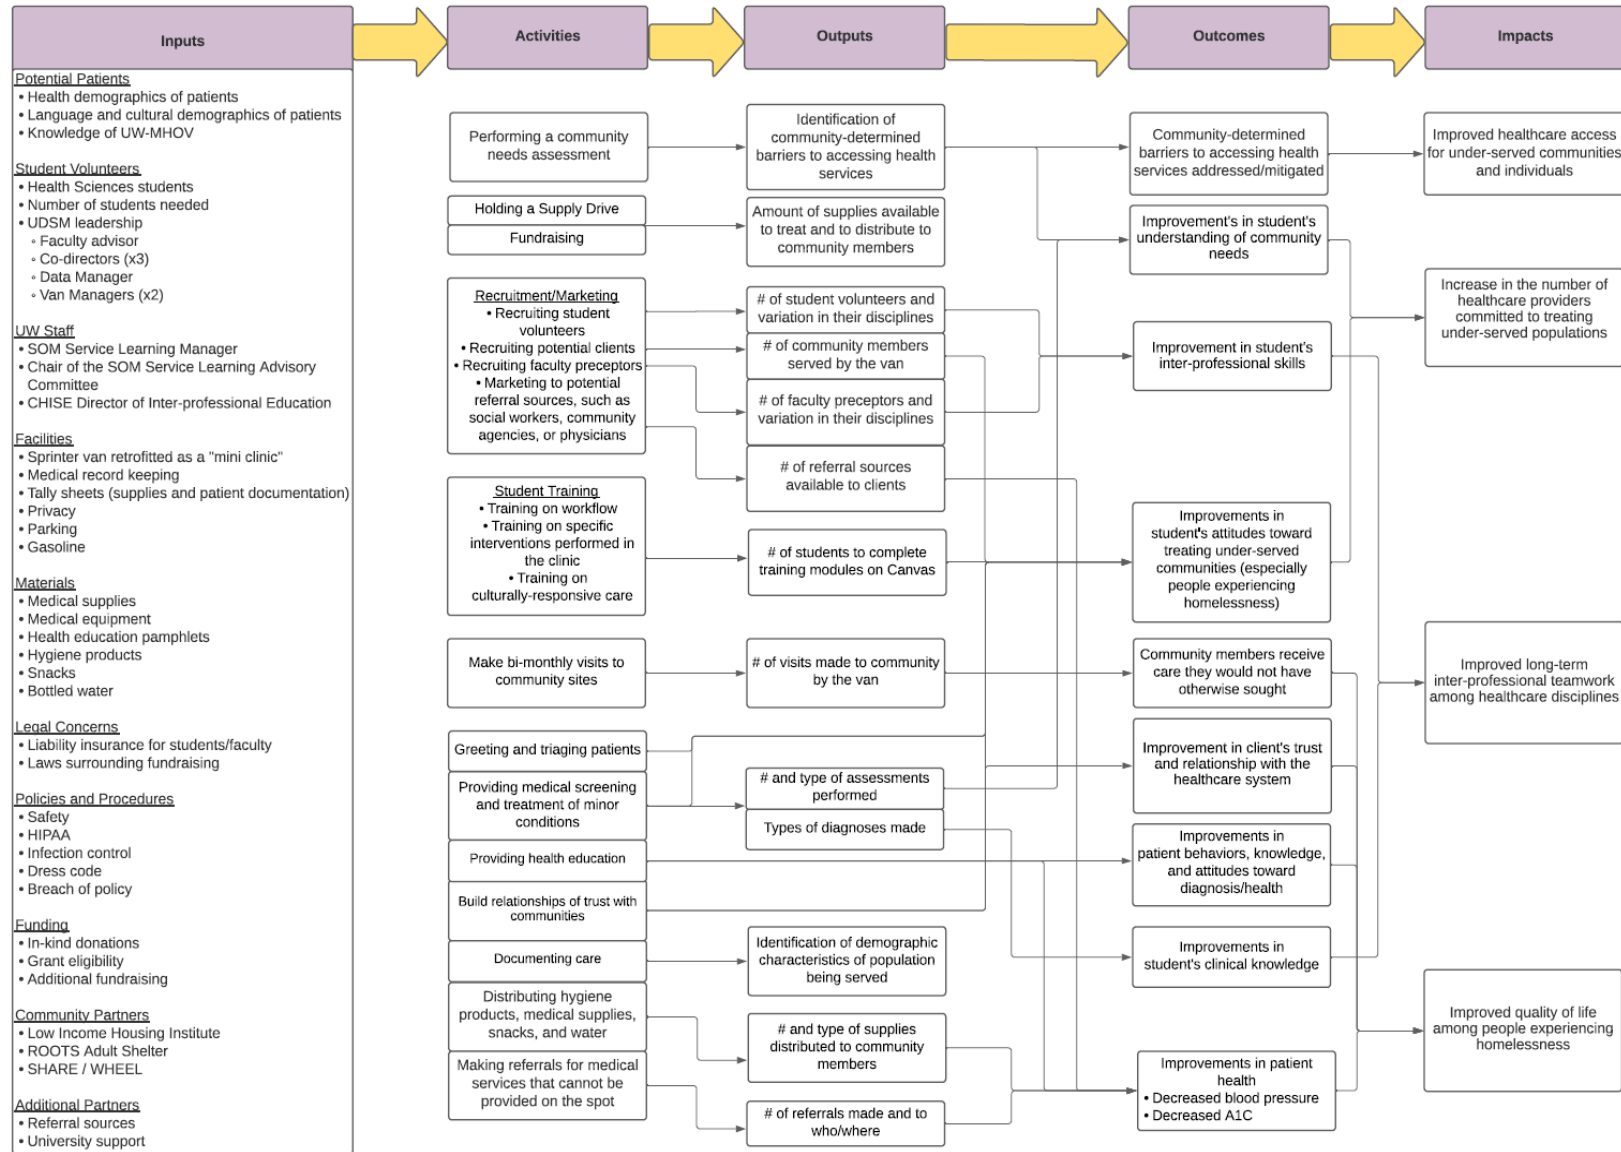 Inputs
Activities
Outputs
Outcomes
Impacts
Potential Patients
• Health demographics of patients
• Language and cultural demographics of patients
• Knowledge of UW-MHOV
Student Volunteers
• Health Sciences students
• Number of students needed
• UDSM leadership
◦ Faculty advisor
◦ Co-directors (x3)
◦ Data Manager
◦ Van Managers (x2)
UW Staff
• SOM Service Learning Manager
• Chair of the SOM Service Learning Advisory
Committee
• CHISE Director of Inter-professional Education
Facilities
• Sprinter van retrofitted as a "mini clinic"
• Medical record keeping
• Tally sheets (supplies and patient documentation)
• Privacy
• Parking
• Gasoline
Materials
• Medical supplies
• Medical equipment
• Health education pamphlets
• Hygiene products
• Snacks
• Bottled water
Legal Concerns
• Liability insurance for students/faculty
• Laws surrounding fundraising
Policies and Procedures
• Safety
• HIPAA
• Infection control
• Dress code
• Breach of policy
Funding
• In-kind donations
• Grant eligibility
• Additional fundraising
Community Partners
• Low Income Housing Institute
• ROOTS Adult Shelter
• SHARE / WHEEL
Additional Partners
• Referral sources
• University support
Performing a community
needs assessment
Holding a Supply Drive
Fundraising
Recruitment/Marketing
• Recruiting student
volunteers
• Recruiting potential clients
• Recruiting faculty preceptors
• Marketing to potential
referral sources, such as
social workers, community
agencies, or physicians
Student Training
• Training on workflow
• Training on specific
interventions performed in
the clinic
• Training on
culturally-responsive care
Make bi-monthly visits to
community sites
Greeting and triaging patients
Providing medical screening
and treatment of minor
conditions
Providing health education
Build relationships of trust with
communities
Documenting care
Distributing hygiene
products, medical supplies,
snacks, and water
Making referrals for medical
services that cannot be
provided on the spot
Identification of
community-determined
barriers to accessing health
services
Amount of supplies available
to treat and to distribute to
community members
# of student volunteers and
variation in their disciplines
# of community members
served by the van
# of faculty preceptors and
variation in their disciplines
# of referral sources
available to clients
# of students to complete
training modules on Canvas
# of visits made to community
by the van
# and type of assessments
performed
Types of diagnoses made
Identification of demographic
characteristics of population
being served
# and type of supplies
distributed to community
members
# of referrals made and to
who/where
Community-determined
barriers to accessing health
services addressed/mitigated
Improvement's in student's
understanding of community
needs
Improvement in student's
inter-professional skills
Improvements in
student's attitudes toward
treating under-served
communities (especially
people experiencing
homelessness)
Community members receive
care they would not have
otherwise sought
Improvement in client's trust
and relationship with the
healthcare system
Improvements in
patient behaviors, knowledge,
and attitudes toward
diagnosis/health
Improvements in
student's clinical knowledge
Improvements in patient
health
• Decreased blood pressure
• Decreased A1C
Improved healthcare access
for under-served communities
and individuals
Increase in the number of
healthcare providers
committed to treating
under-served populations
Improved long-term
inter-professional teamwork
among healthcare disciplines
Improved quality of life
among people experiencing
homelessness